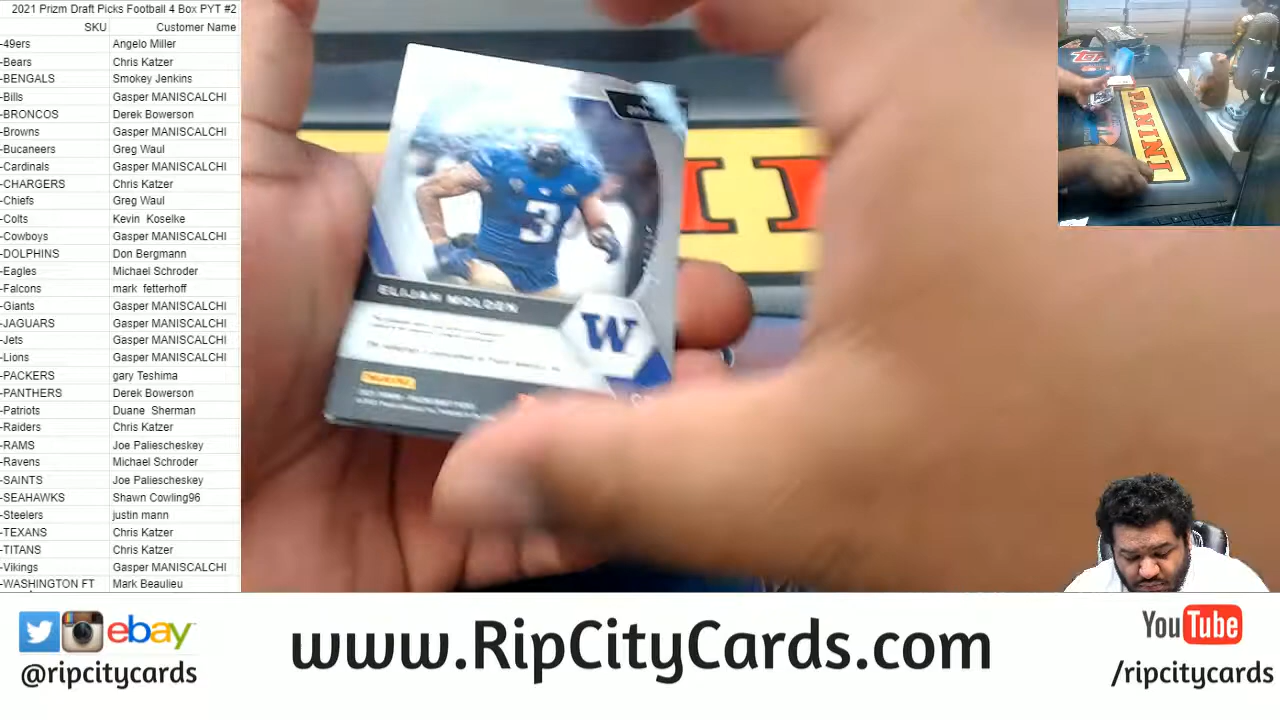 2021 Prizm Draft Picks Football 4 Box PYT #2
SKU Customer Name
-49ers Angelo Miller
-Bears Chris Katzer
-BENGALS Smokey Jenkins
-Bills Gasper MANISCALCHI
-BRONCOS Derek Bowerson
-Browns Gasper MANISCALCHI
-Bucaneers Greg Waul
-Cardinals Gasper MANISCALCHI
-CHARGERS Chris Katzer
-Chiefs Greg Waul
-Colts Kevin Koselke
-Cowboys Gasper MANISCALCHI
-DOLPHINS Don Bergmann
-Eagles Michael Schroder
-Falcons mark fetterhoff
-Giants Gasper MANISCALCHI
-JAGUARS Gasper MANISCALCHI
-Jets Gasper MANISCALCHI
-Lions Gasper MANISCALCHI
-PACKERS gary Teshima
-PANTHERS Derek Bowerson
-Patriots Duane Sherman
-Raiders Chris Katzer
-RAMS Joe Paliescheskey
-Ravens Michael Schroder
-SAINTS Joe Paliescheskey
-SEAHAWKS Shawn Cowling96
-Steelers justin mann
-TEXANS Chris Katzer
-TITANS Chris Katzer
-Vikings Gasper MANISCALCHI
-WASHINGTON FT Mark Beaulieu
3
ELIJAH MOLDEN
W
PANINI
PANINI
ebay
@ripcitycards
www.RipCityCards.com
YouTube
/ripcitycards